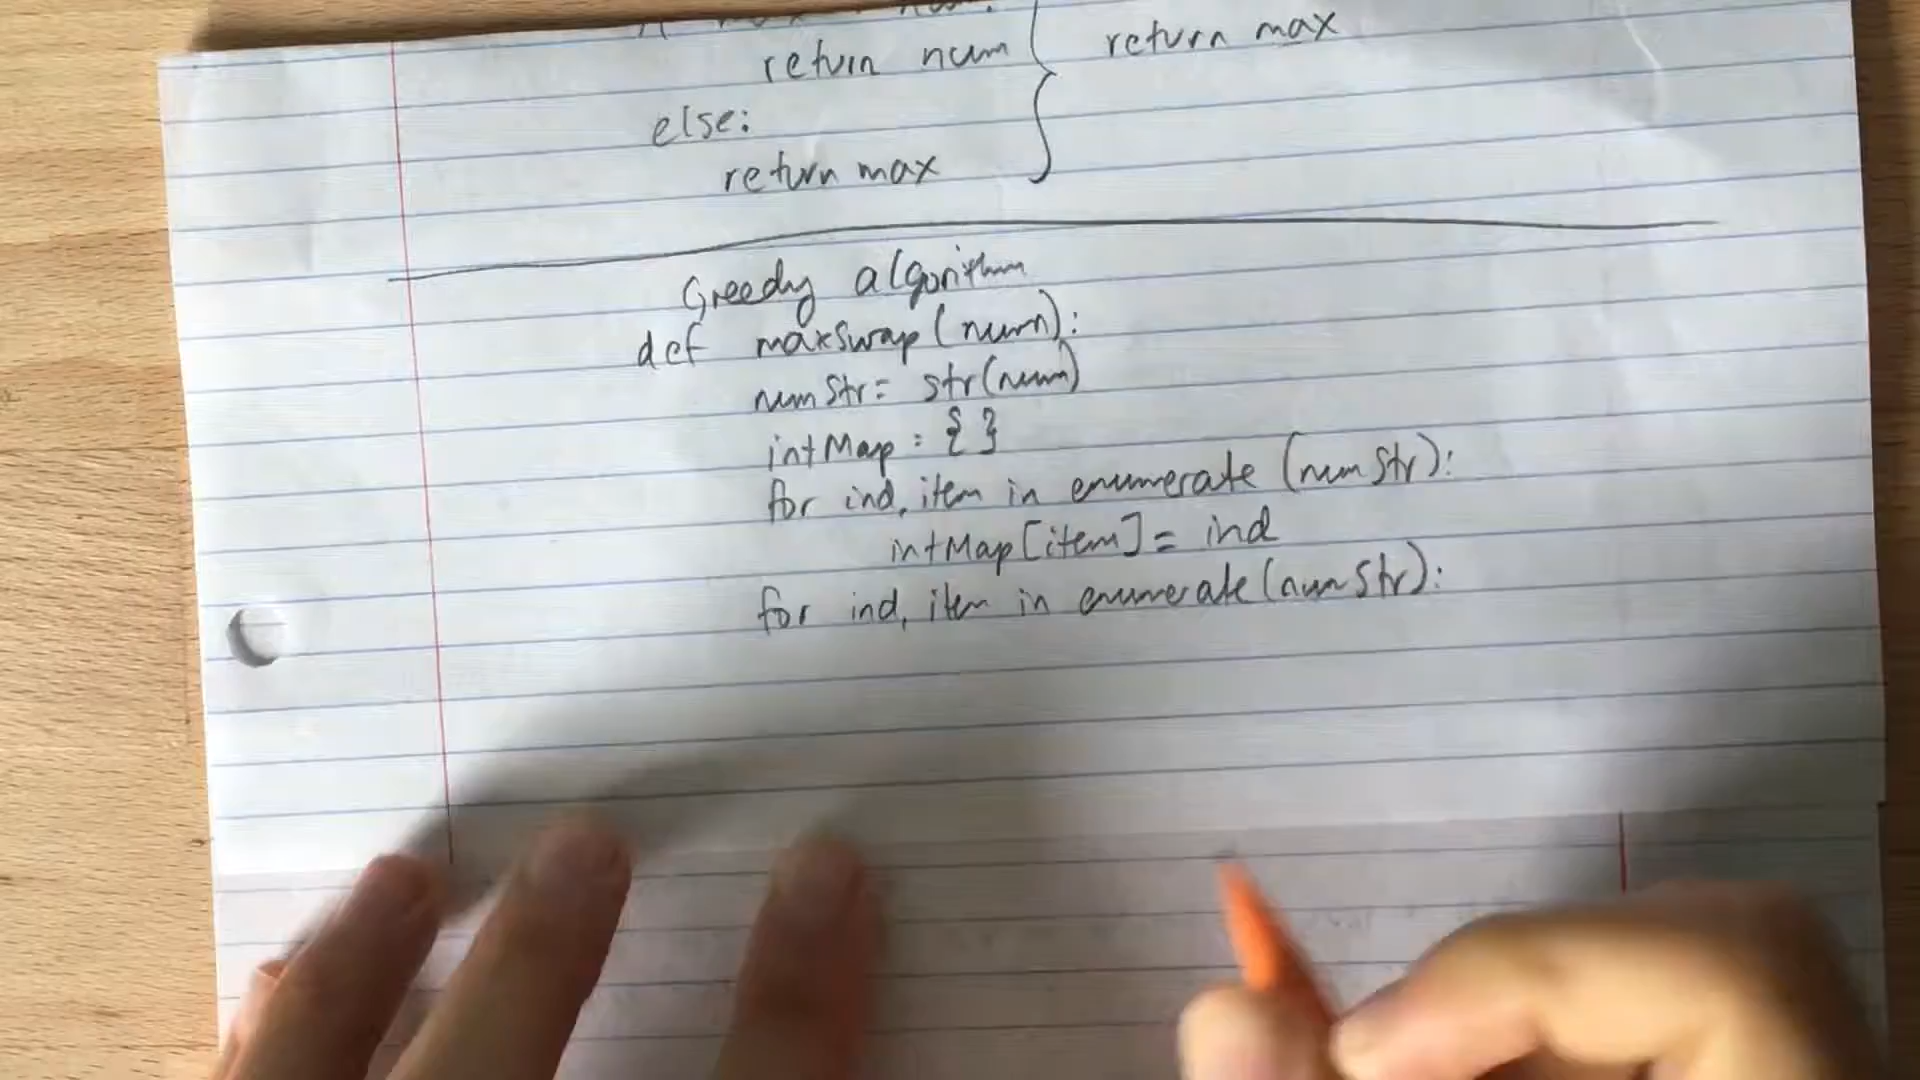 return num
return max
else:
return max
Greedy algorithm
def maxSwap(num):
numStr= str(num)
intMap = {}
for ind, item in enumerate (numStr):
intMap[item] = ind
for ind, item in enumerate(numStr):